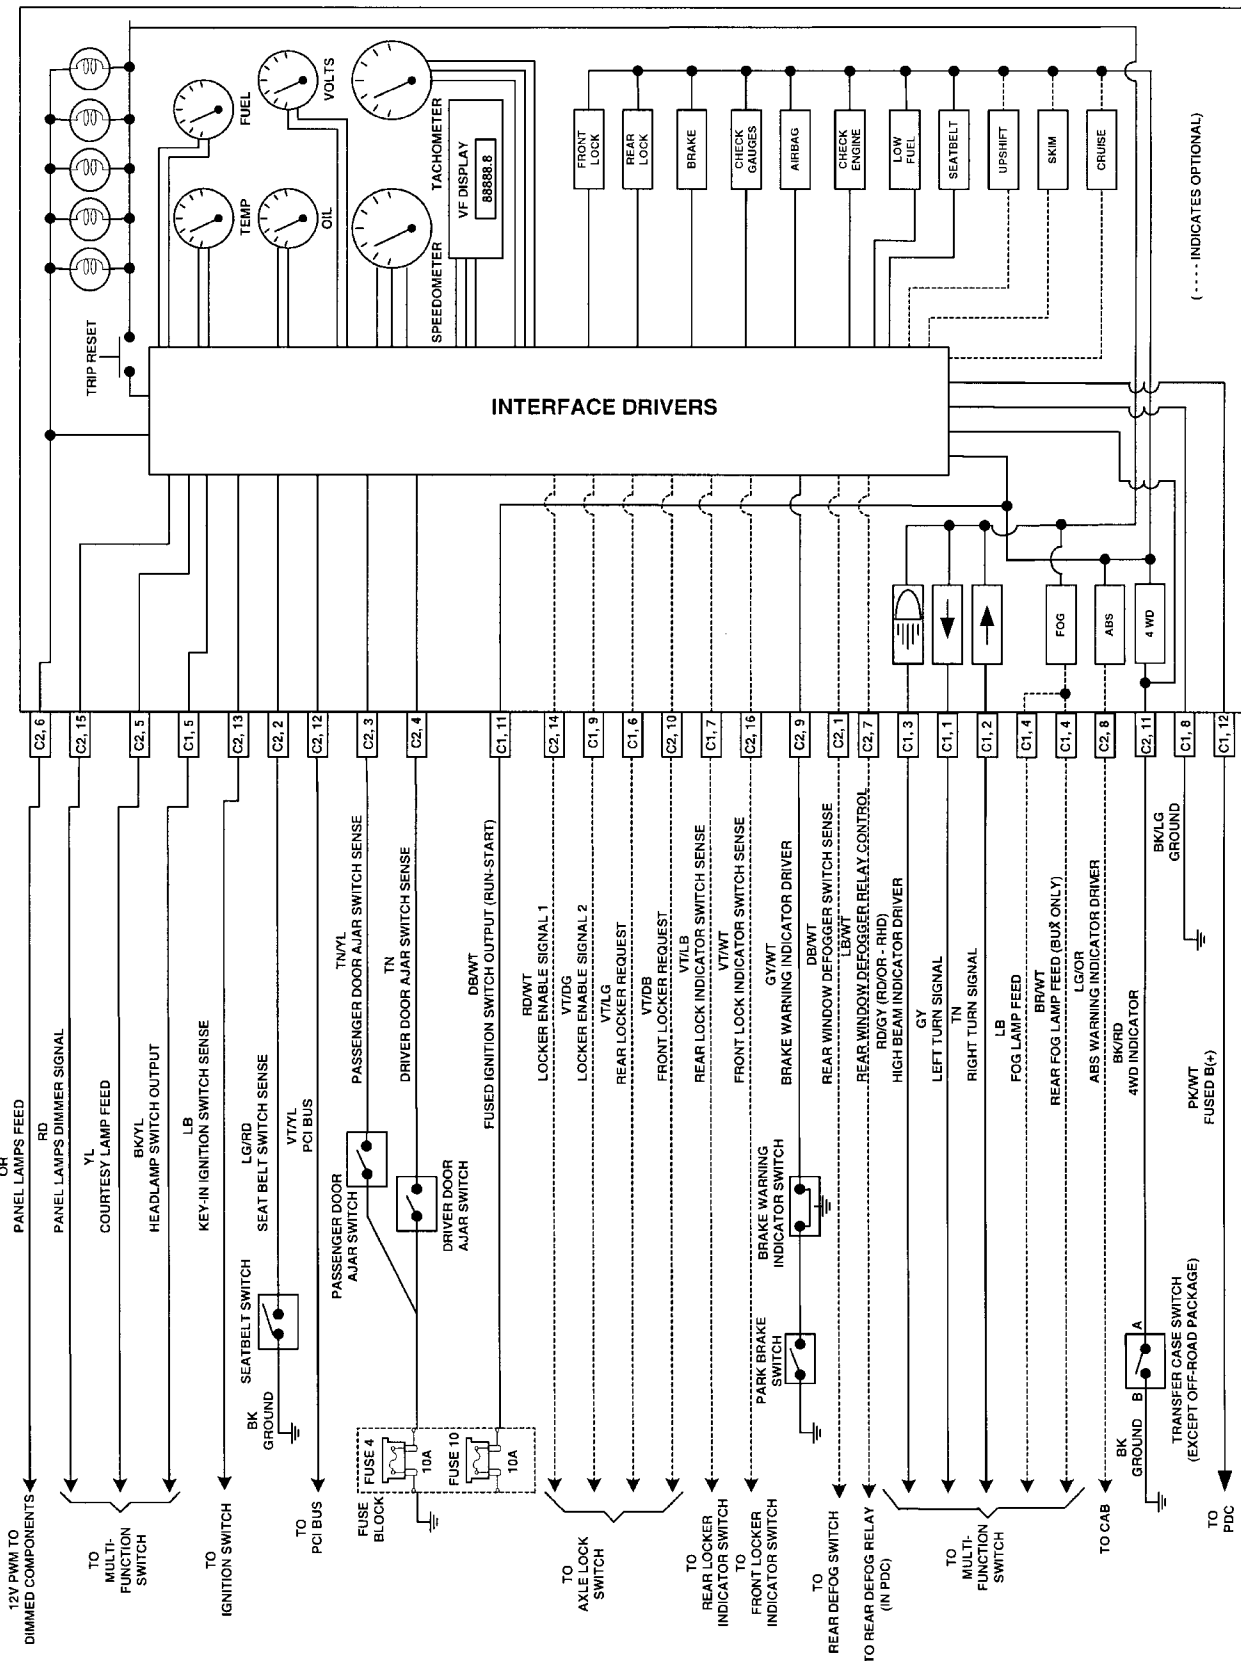 TRIP RESET
FUEL
VOLTS
TEMP
OIL
SPEEDOMETER
TACHOMETER
VF DISPLAY
88888.8
FRONT
LOCK
REAR
LOCK
BRAKE
CHECK
GAUGES
AIRBAG
CHECK
ENGINE
LOW
FUEL
SEATBELT
UPSHIFT
SKIM
CRUISE
( - - - - INDICATES OPTIONAL)
INTERFACE DRIVERS
FOG
ABS
4 WD
C2, 6
C2, 15
C2, 5
C1, 5
C2, 13
C2, 2
C2, 12
C2, 3
C2, 4
C1, 11
C2, 14
C1, 9
C1, 6
C2, 10
C1, 7
C2, 16
C2, 9
C2, 1
C2, 7
C1, 3
C1, 1
C1, 2
C1, 4
C1, 4
C2, 8
C2, 11
C1, 8
C1, 12
OR
PANEL LAMPS FEED
RD
PANEL LAMPS DIMMER SIGNAL
YL
COURTESY LAMP FEED
BK/YL
HEADLAMP SWITCH OUTPUT
LB
KEY-IN IGNITION SWITCH SENSE
LG/RD
SEAT BELT SWITCH SENSE
VT/YL
PCI BUS
TN/YL
PASSENGER DOOR AJAR SWITCH SENSE
TN
DRIVER DOOR AJAR SWITCH SENSE
DB/WT
FUSED IGNITION SWITCH OUTPUT (RUN-START)
RD/WT
LOCKER ENABLE SIGNAL 1
VT/DG
LOCKER ENABLE SIGNAL 2
VT/LG
REAR LOCKER REQUEST
VT/DB
FRONT LOCKER REQUEST
VT/LB
REAR LOCK INDICATOR SWITCH SENSE
VT/WT
FRONT LOCK INDICATOR SWITCH SENSE
GY/WT
BRAKE WARNING INDICATOR DRIVER
DB/WT
REAR WINDOW DEFOGGER SWITCH SENSE
LB/WT
REAR WINDOW DEFOGGER RELAY CONTROL
RD/GY (RD/OR - RHD)
HIGH BEAM INDICATOR DRIVER
GY
LEFT TURN SIGNAL
TN
RIGHT TURN SIGNAL
LB
FOG LAMP FEED
BR/WT
REAR FOG LAMP FEED (BUX ONLY)
LG/OR
ABS WARNING INDICATOR DRIVER
BK/RD
4WD INDICATOR
BK/LG
GROUND
PK/WT
FUSED B(+)
SEATBELT SWITCH
BK
GROUND
PASSENGER DOOR
AJAR SWITCH
DRIVER DOOR
AJAR SWITCH
BRAKE WARNING
INDICATOR SWITCH
PARK BRAKE
SWITCH
A
B
BK
GROUND
TRANSFER CASE SWITCH
(EXCEPT OFF-ROAD PACKAGE)
FUSE 4
10A
FUSE 10
10A
FUSE
BLOCK
12V PWM TO
DIMMED COMPONENTS
TO
MULTI-
FUNCTION
SWITCH
TO
IGNITION SWITCH
TO
PCI BUS
TO
AXLE LOCK
SWITCH
TO
REAR LOCKER
INDICATOR SWITCH
TO
FRONT LOCKER
INDICATOR SWITCH
TO
REAR DEFOG SWITCH
TO REAR DEFOG RELAY
(IN PDC)
TO
MULTI-
FUNCTION
SWITCH
TO CAB
TO
PDC